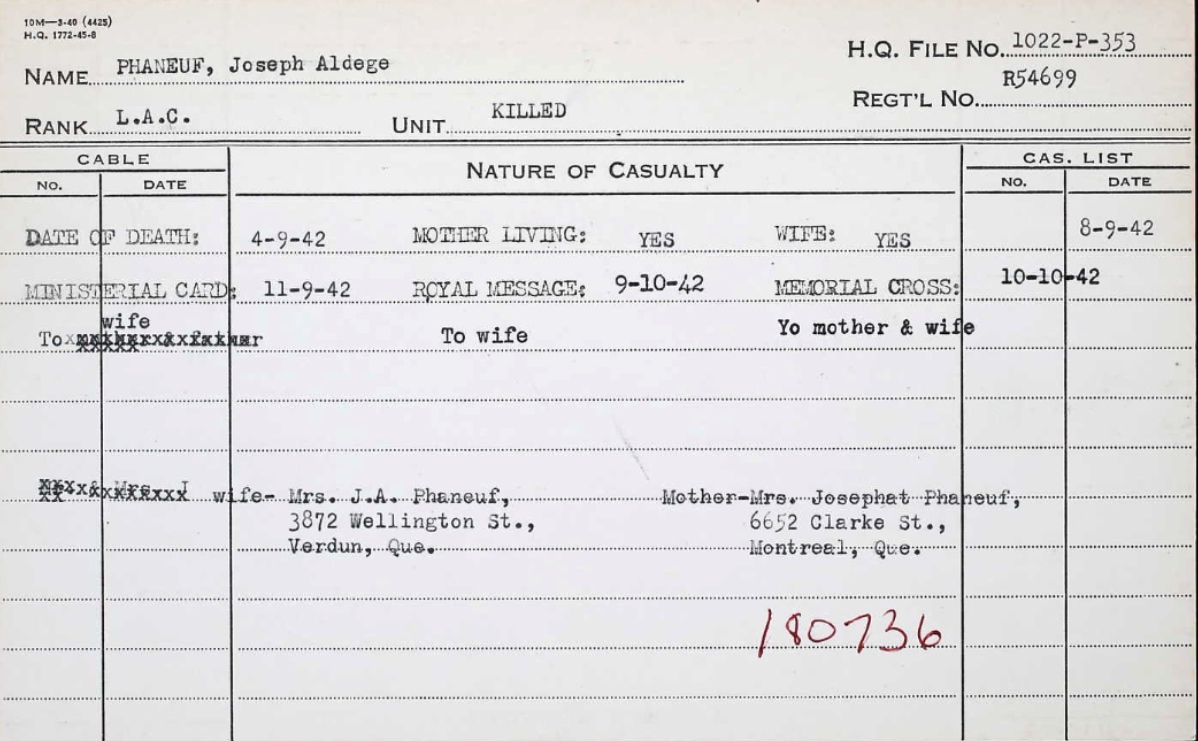 10M—3-40 (4425)
H.Q. 1772-45-8
H.Q. FILE NO. 1022-P-353
NAME PHANEUF, Joseph Aldege
REGT'L NO. R54699
RANK L.A.C. UNIT KILLED
CABLE NATURE OF CASUALTY CAS. LIST
NO. DATE NO. DATE
DATE OF DEATH: 4-9-42 MOTHER LIVING: YES WIFE: YES 8-9-42
MINISTERIAL CARD: 11-9-42 ROYAL MESSAGE: 9-10-42 MEMORIAL CROSS: 10-10-42
wife
To To wife Yo mother & wife
wife- Mrs. J.A. Phaneuf, Mother-Mrs. Josephat Phaneuf,
3872 Wellington St., 6652 Clarke St.,
Verdun, Que. Montreal, Que.
180736